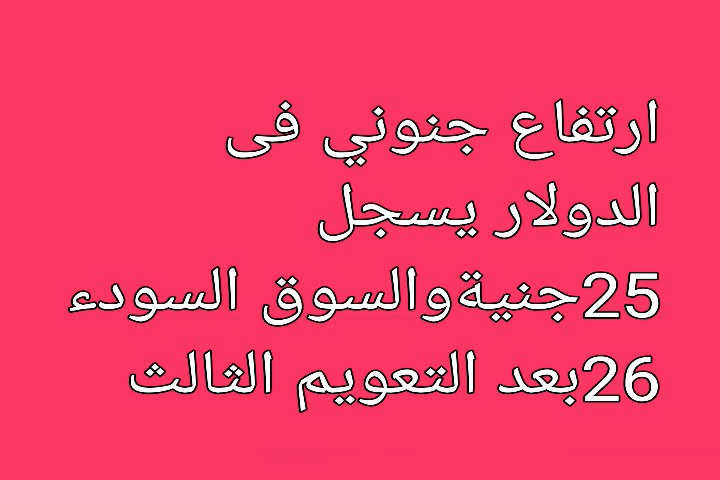 ارتفاع جنوني فى
الدولار يسجل
25جنيةوالسوق السودء
26بعد التعويم الثالث